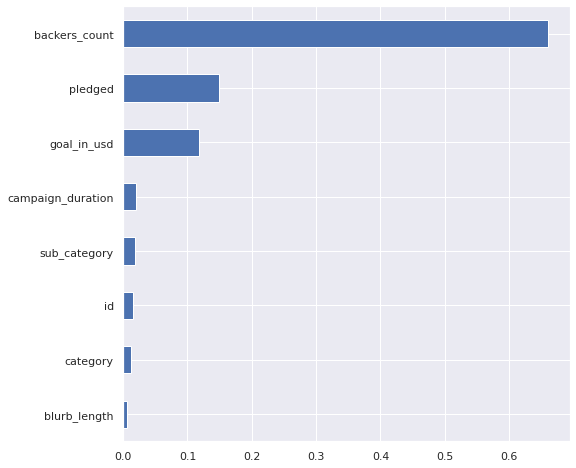 backers_count
pledged
goal_in_usd
campaign_duration
sub_category
id
category
blurb_length
0.0 0.1 0.2 0.3 0.4 0.5 0.6